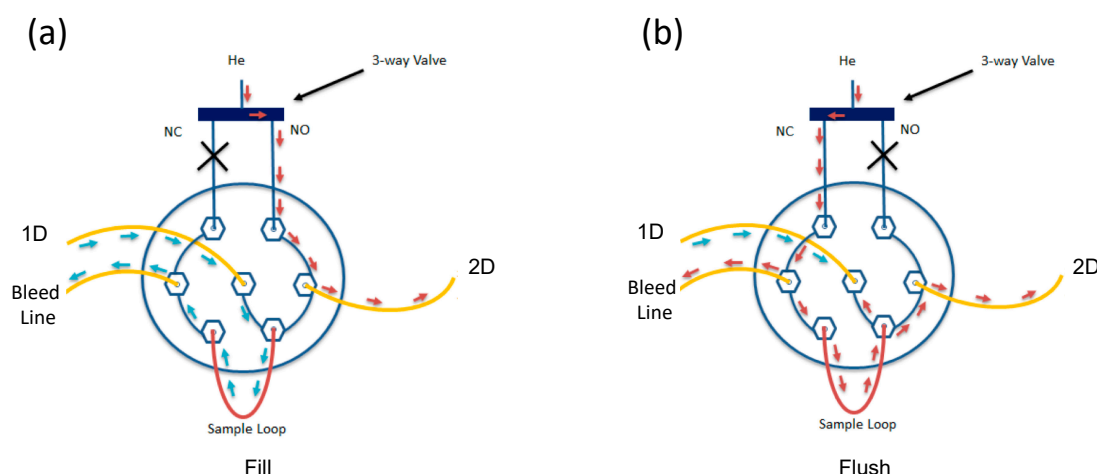 (a)
He
3-way Valve
NC
NO
1D
Bleed
Line
2D
Sample Loop
Fill
(b)
He
3-way Valve
NC
NO
1D
Bleed
Line
2D
Sample Loop
Flush